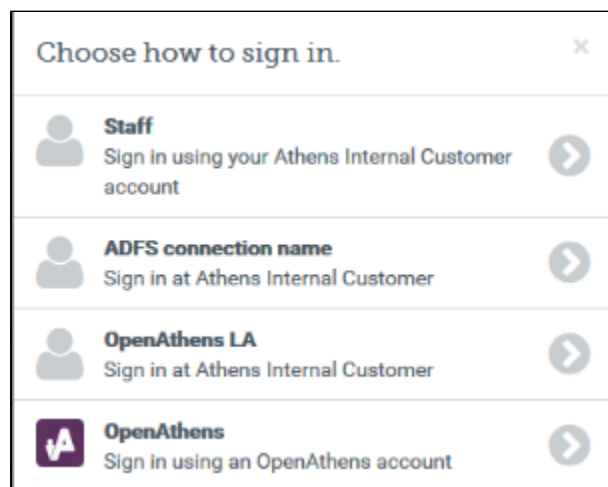 Choose how to sign in.
×
Staff
Sign in using your Athens Internal Customer
account
ADFS connection name
Sign in at Athens Internal Customer
OpenAthens LA
Sign in at Athens Internal Customer
OpenAthens
Sign in using an OpenAthens account